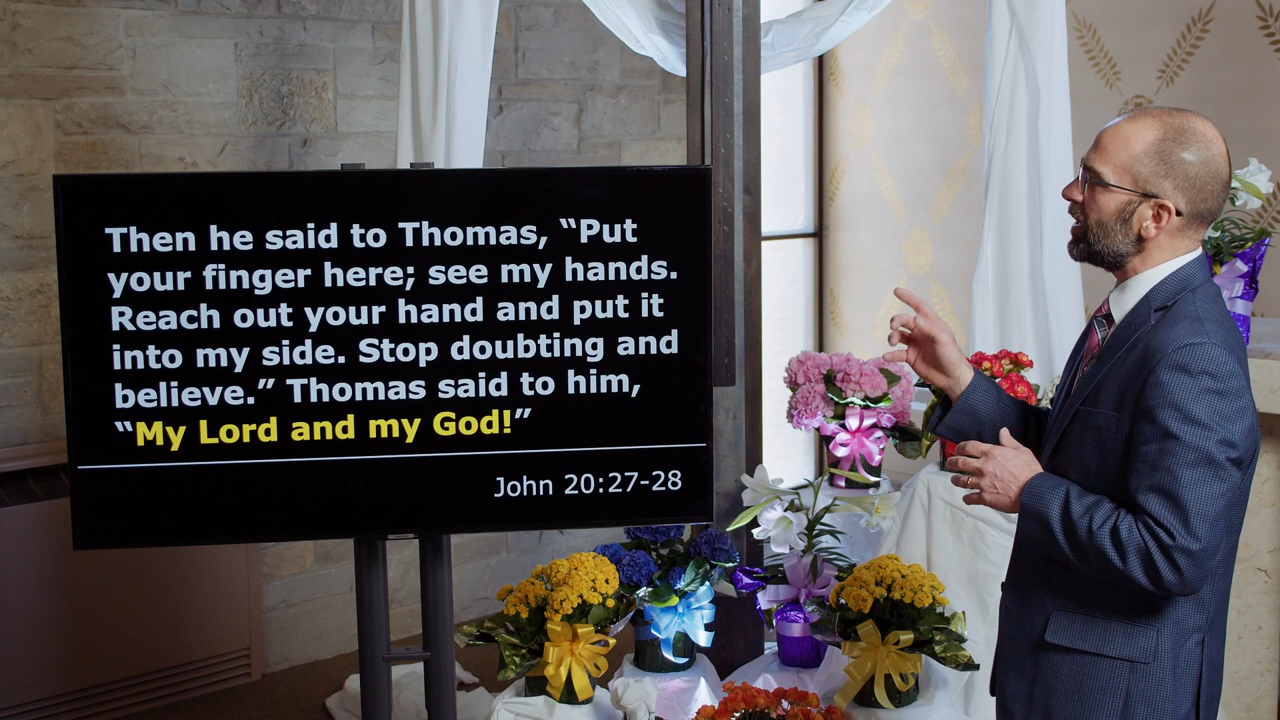 Then he said to Thomas, “Put
your finger here; see my hands.
Reach out your hand and put it
into my side. Stop doubting and
believe.” Thomas said to him,
“My Lord and my God!”
John 20:27-28